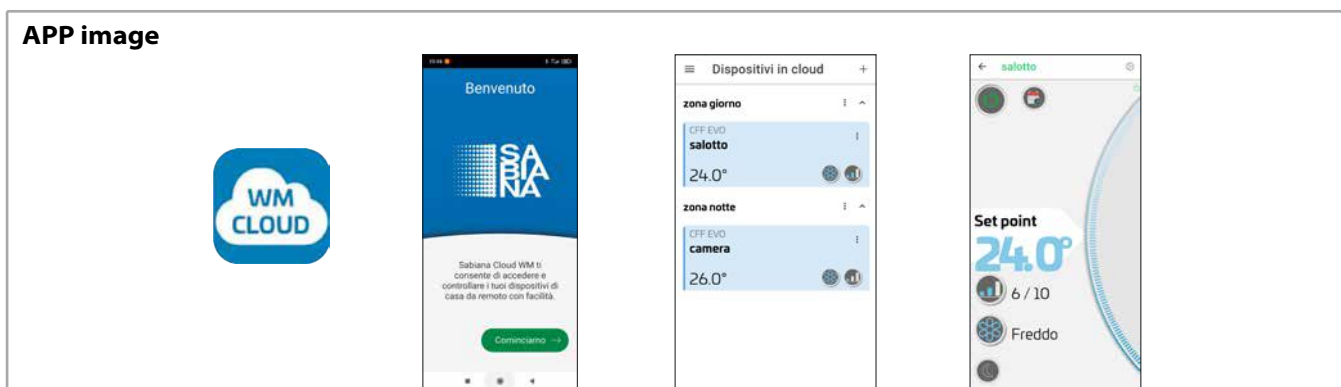 APP image
WM
CLOUD
Benvenuto
SA
BIA
NA
Sabiana Cloud WM ti
consente di accedere e
controllare i tuoi dispositivi di
casa da remoto con facilità.
Cominciamo →
Dispositivi in cloud
zona giorno
CFF EVO
salotto
24.0°
zona notte
CFF EVO
camera
26.0°
salotto
Set point
24.0°
6 / 10
Freddo